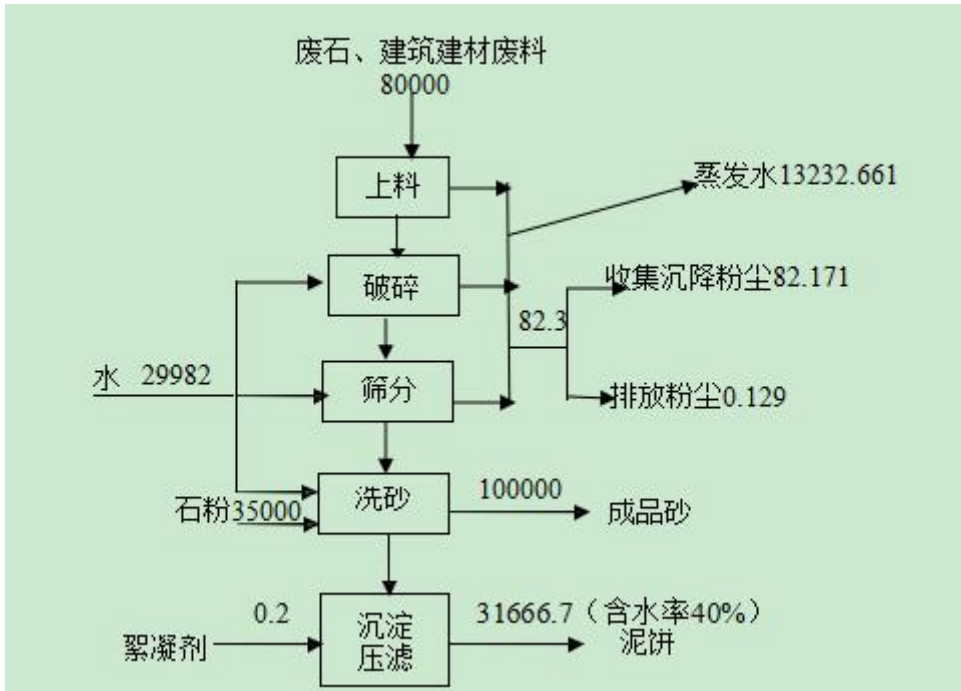 废石、建筑建材废料
80000
上料
蒸发水13232.661
破碎
收集沉降粉尘82.171
82.3
水 29982
筛分
排放粉尘0.129
洗砂
100000
成品砂
石粉35000
0.2
絮凝剂
沉淀
压滤
31666.7（含水率40%）
泥饼